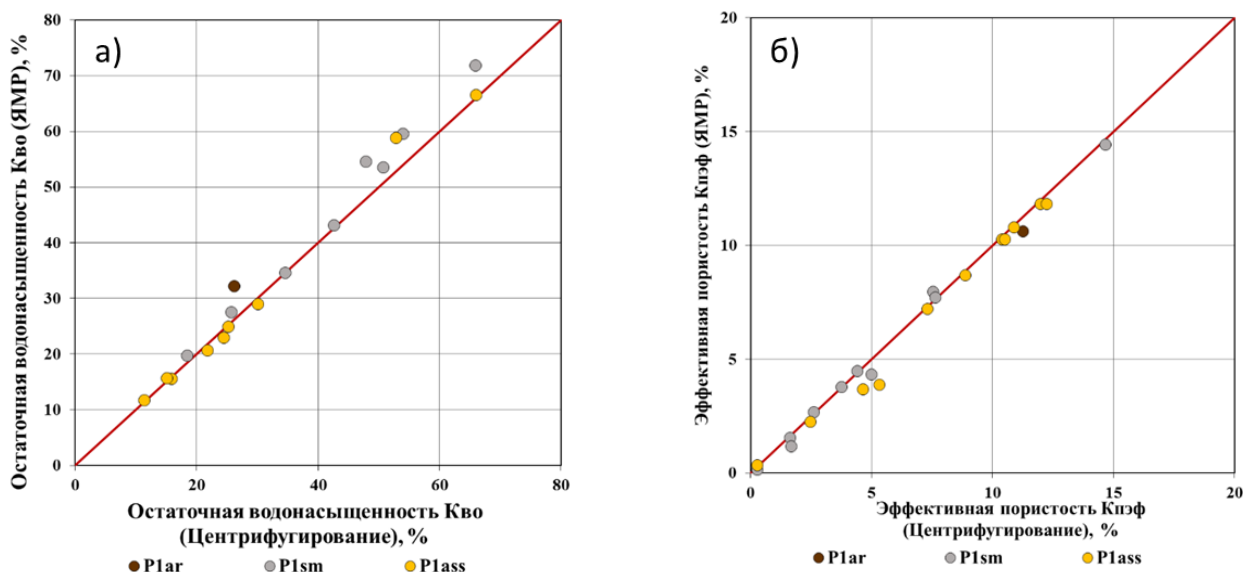 а)
Остаточная водонасыщенность Кво (ЯМР), %
80
70
60
50
40
30
20
10
0
0 20 40 60 80
Остаточная водонасыщенность Кво
(Центрифугирование), %
P1ar P1sm P1ass
б)
Эффективная пористость Кпэф (ЯМР), %
20
15
10
5
0
0 5 10 15 20
Эффективная пористость Кпэф
(Центрифугирование), %
P1ar P1sm P1ass